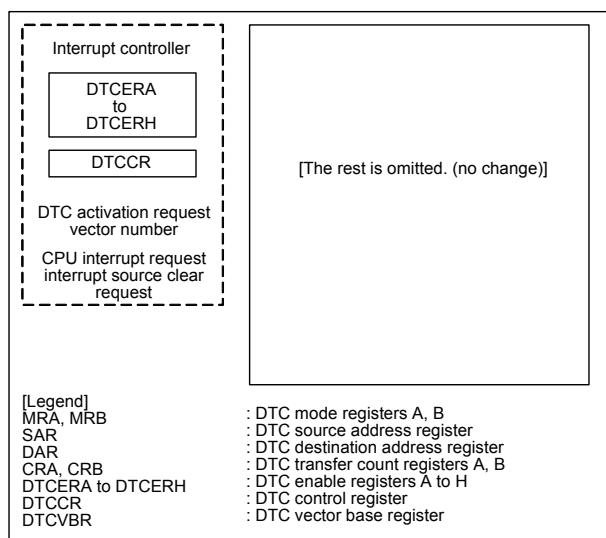 Interrupt controller
DTCERA
to
DTCERH
DTCCR
DTC activation request
vector number
CPU interrupt request
interrupt source clear
request
[The rest is omitted. (no change)]
[Legend]
MRA, MRB : DTC mode registers A, B
SAR : DTC source address register
DAR : DTC destination address register
CRA, CRB : DTC transfer count registers A, B
DTCERA to DTCERH : DTC enable registers A to H
DTCCR : DTC control register
DTCVBR : DTC vector base register